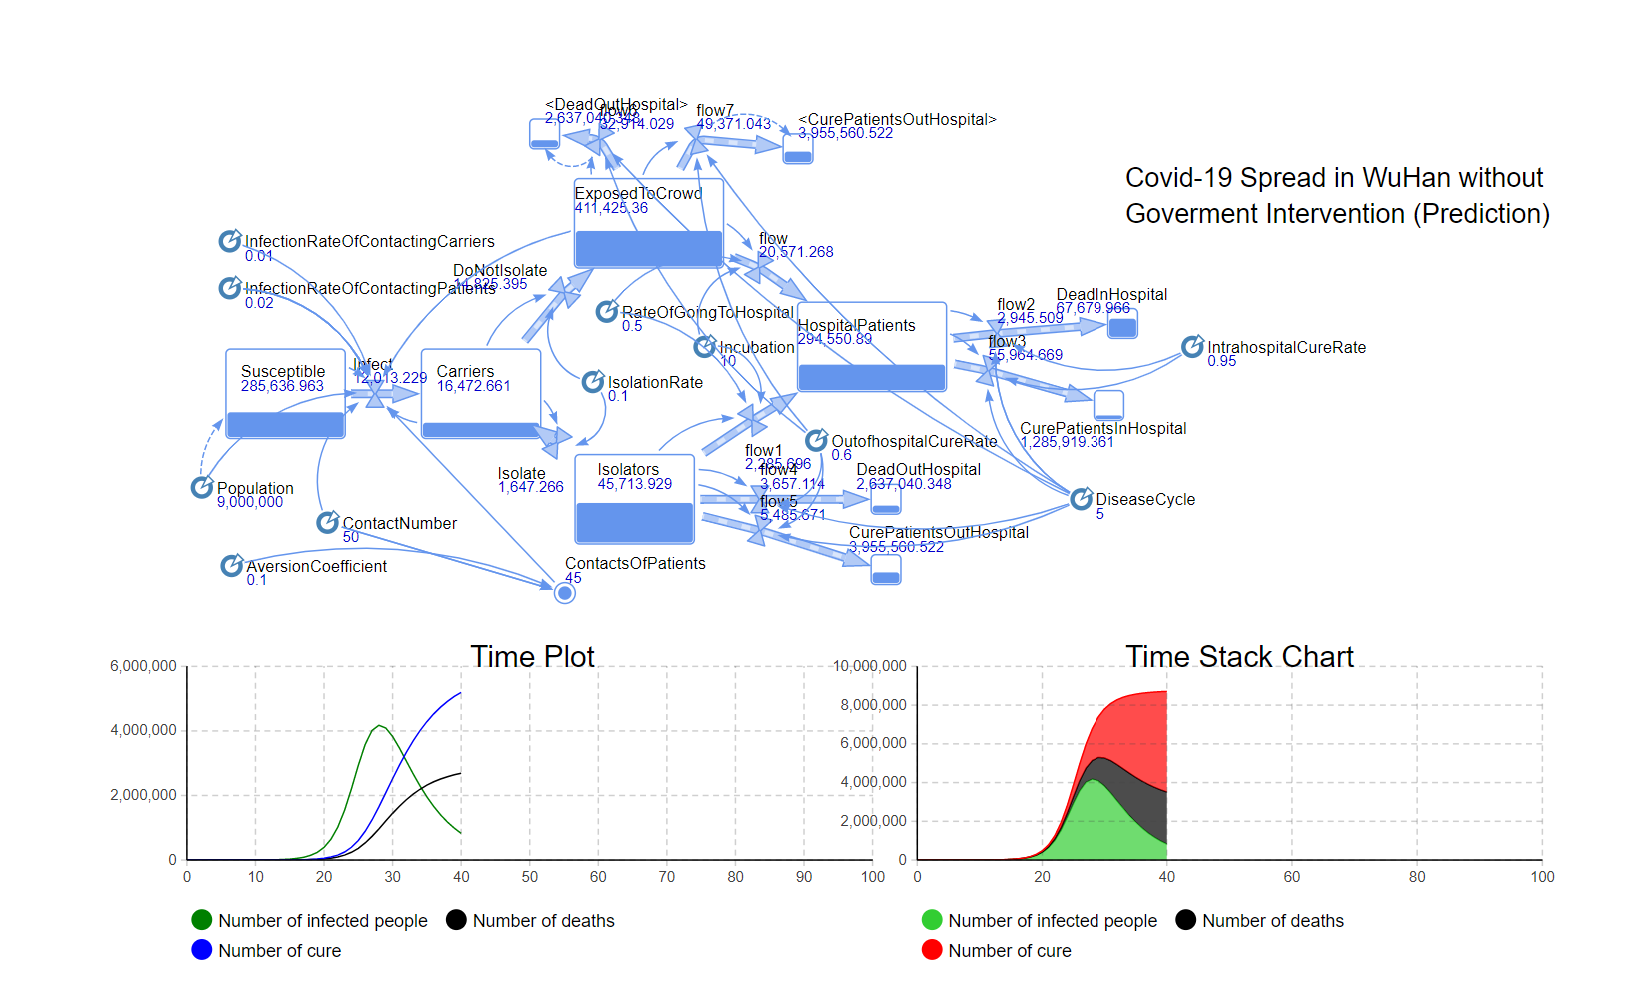 <DeadOutHospital>
2,637,040.348
flow6
32,914.029
flow7
49,371.043
<CurePatientsOutHospital>
3,955,560.522
Covid-19 Spread in WuHan without
Goverment Intervention (Prediction)
ExposedToCrowd
411,425.36
InfectionRateOfContactingCarriers
0.01
flow
20,571.268
DoNotIsolate
14,825.395
InfectionRateOfContactingPatients
0.02
RateOfGoingToHospital
0.5
HospitalPatients
294,550.89
flow2
2,945.509
DeadInHospital
67,679.966
flow3
55,964.669
IntrahospitalCureRate
0.95
Incubation
10
Susceptible
285,636.963
Infect
12,013.229
Carriers
16,472.661
IsolationRate
0.1
CurePatientsInHospital
1,285,919.361
OutofhospitalCureRate
0.6
flow1
2,285.696
Isolate
1,647.266
Isolators
45,713.929
flow4
3,657.114
DeadOutHospital
2,637,040.348
flow5
5,485.671
DiseaseCycle
5
Population
9,000,000
ContactNumber
50
CurePatientsOutHospital
3,955,560.522
AversionCoefficient
0.1
ContactsOfPatients
45
Time Plot
6,000,000
4,000,000
2,000,000
0
0 10 20 30 40 50 60 70 80 90 100
Number of infected people
Number of deaths
Number of cure
Time Stack Chart
10,000,000
8,000,000
6,000,000
4,000,000
2,000,000
0
0 20 40 60 80 100
Number of infected people
Number of deaths
Number of cure